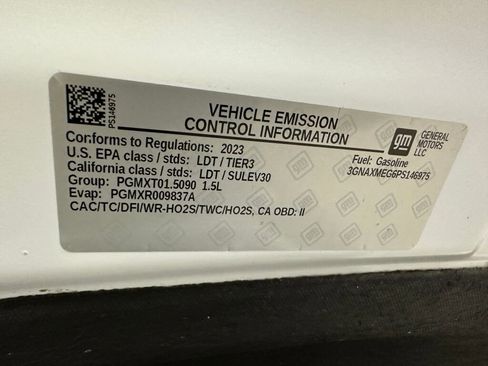 PS146975
VEHICLE EMISSION
CONTROL INFORMATION
gm
GENERAL
MOTORS
LLC
Conforms to Regulations: 2023
U.S. EPA class / stds: LDT / TIER3
California class / stds: LDT / SULEV30
Group: PGMXT01.5090 1.5L
Evap: PGMXR009837A
CAC/TC/DFI/WR-HO2S/TWC/HO2S, CA OBD: II
Fuel: Gasoline
3GNAXMEG6PS146975